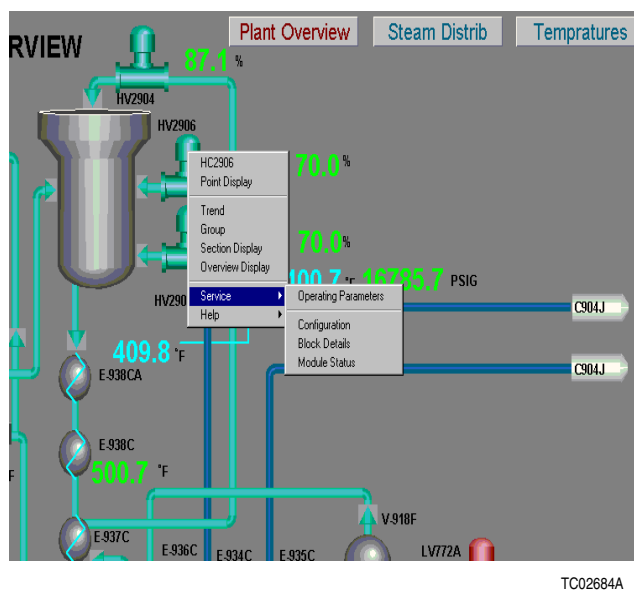 RVIEW
Plant Overview
Steam Distrib
Tempratures
87.1 %
HV2904
HV2906
HC2906
Point Display
70.0 %
Trend
Group
Section Display
Overview Display
70.0 %
100.7 °F
16785.7 PSIG
HV290
Service
Help
Operating Parameters
Configuration
Block Details
Module Status
C904J
409.8 °F
C904J
E-938CA
E-938C
500.7 °F
F
V-918F
E-937C
E-936C
E-934C
E-935C
LV772A
TC02684A